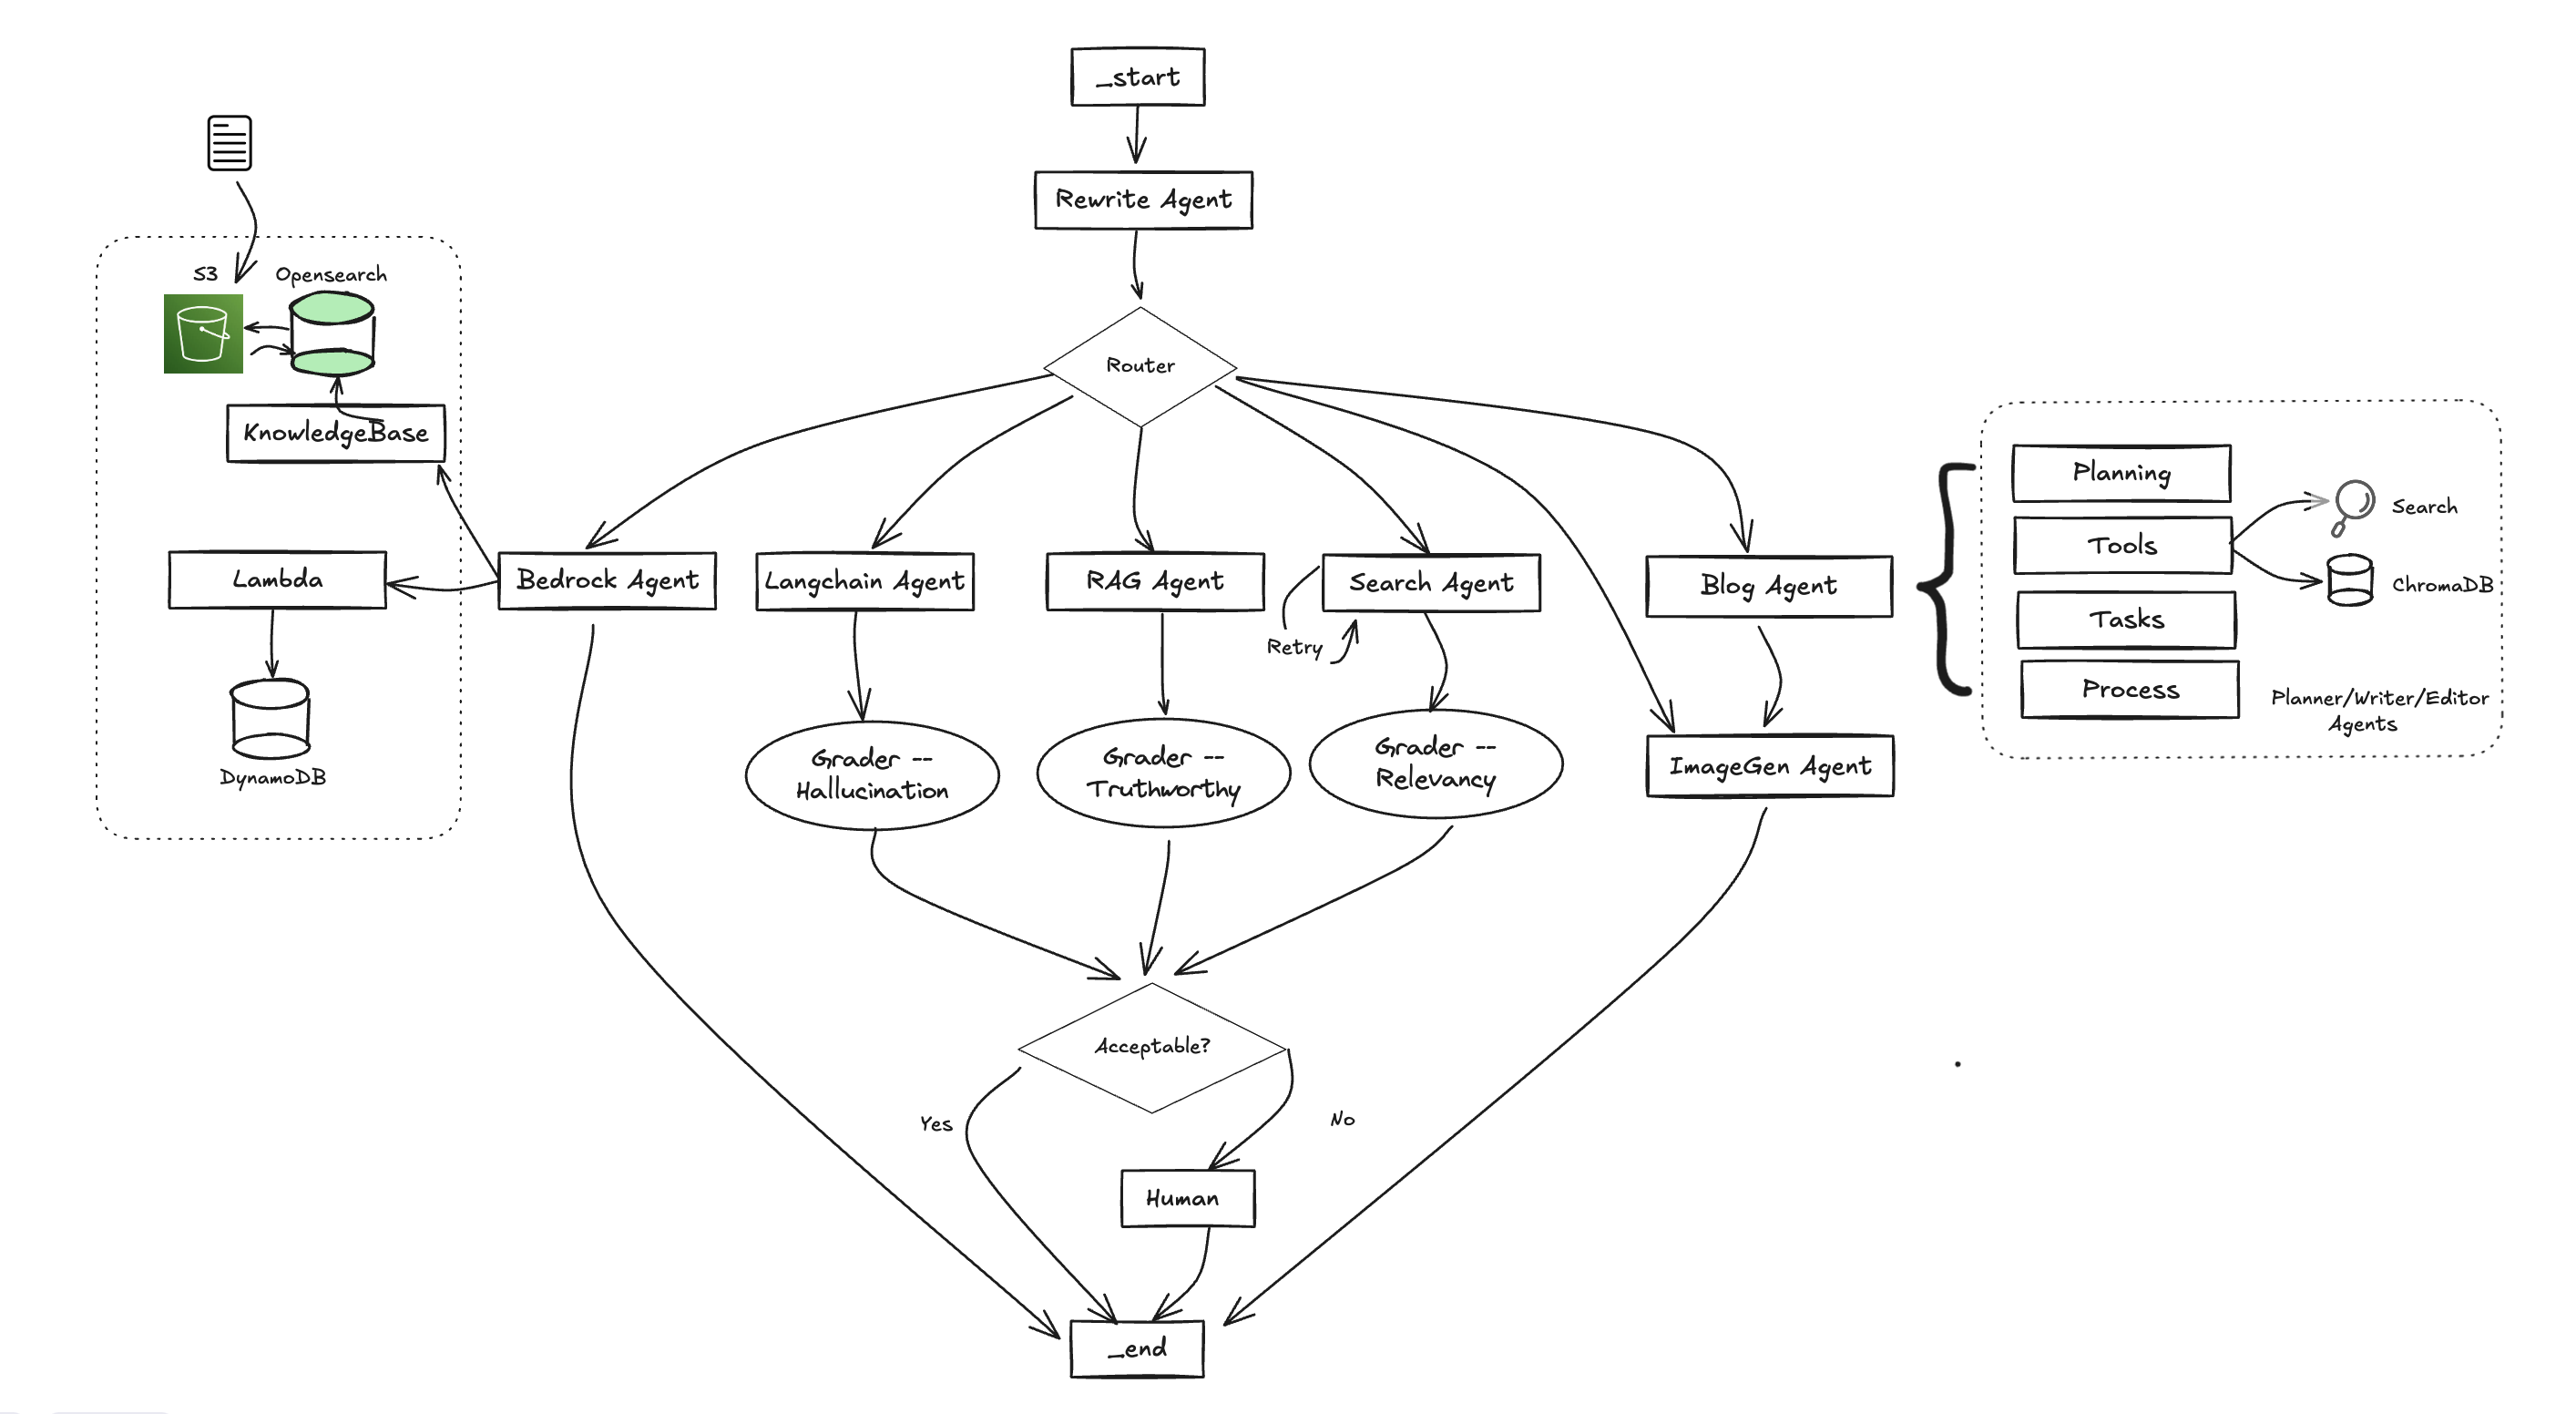 _start
Rewrite Agent
Router
S3
Opensearch
KnowledgeBase
Lambda
DynamoDB
Bedrock Agent
Langchain Agent
RAG Agent
Search Agent
Retry
Blog Agent
Grader --
Hallucination
Grader --
Truthworthy
Grader --
Relevancy
ImageGen Agent
Planning
Tools
Tasks
Process
Search
ChromaDB
Planner/Writer/Editor
Agents
Acceptable?
Yes
No
Human
_end